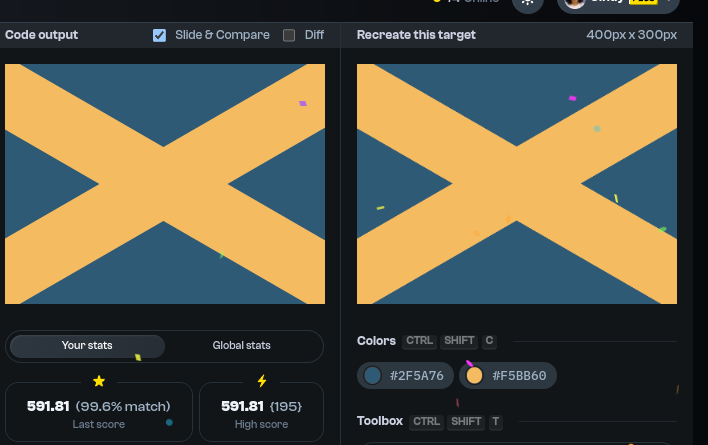 Online
Code output
Slide & Compare
Diff
Recreate this target
400px x 300px
Your stats
Global stats
591.81 (99.6% match)
Last score
591.81 {195}
High score
Colors CTRL SHIFT C
#2F5A76
#F5BB60
Toolbox CTRL SHIFT T